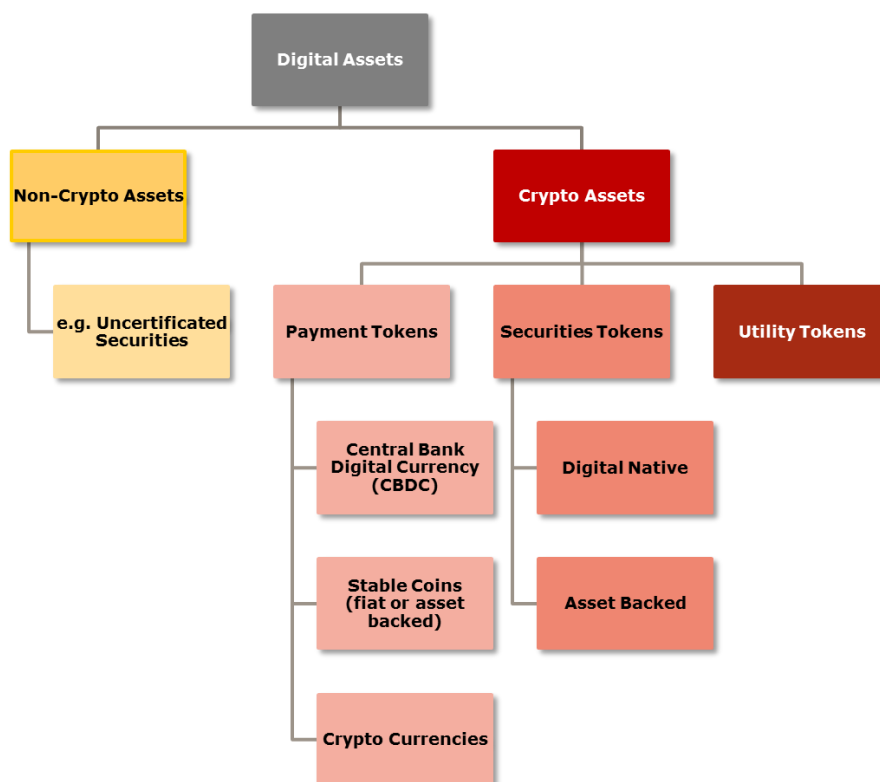 Digital Assets
Non-Crypto Assets
Crypto Assets
e.g. Uncertificated
Securities
Payment Tokens
Securities Tokens
Utility Tokens
Central Bank
Digital Currency
(CBDC)
Digital Native
Stable Coins
(fiat or asset
backed)
Asset Backed
Crypto Currencies